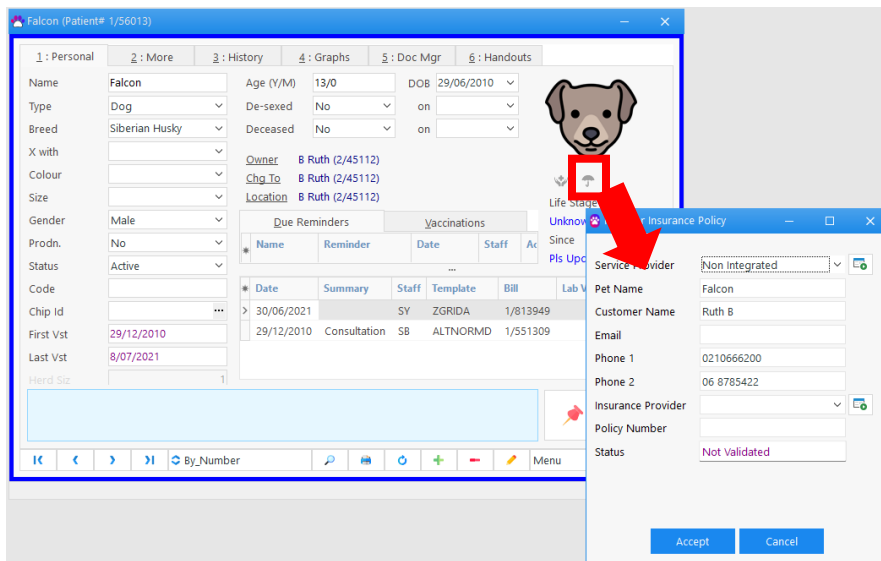 Falcon (Patient# 1/56013)
1 : Personal 2 : More 3 : History 4 : Graphs 5 : Doc Mgr 6 : Handouts
Name Falcon Age (Y/M) 13/0 DOB 29/06/2010
Type Dog De-sexed No on
Breed Siberian Husky Deceased No on
X with
Owner B Ruth (2/45112)
Colour
Chg To B Ruth (2/45112)
Size
Location B Ruth (2/45112)
Life Stage
Gender Male
Due Reminders Vaccinations
Unknow
Prodn. No
Name Reminder Date Staff Ac
Since
Status Active
Pls Upd
Code
...
Date Summary Staff Template Bill Lab V
Chip Id ...
30/06/2021 SY ZGRIDA 1/813949
First Vst 29/12/2010
29/12/2010 Consultation SB ALTNORMD 1/551309
Last Vst 8/07/2021
Herd Siz 1
By_Number Menu
Insurance Policy
Service Provider Non Integrated
Pet Name Falcon
Customer Name Ruth B
Email
Phone 1 0210666200
Phone 2 06 8785422
Insurance Provider
Policy Number
Status Not Validated
Accept Cancel